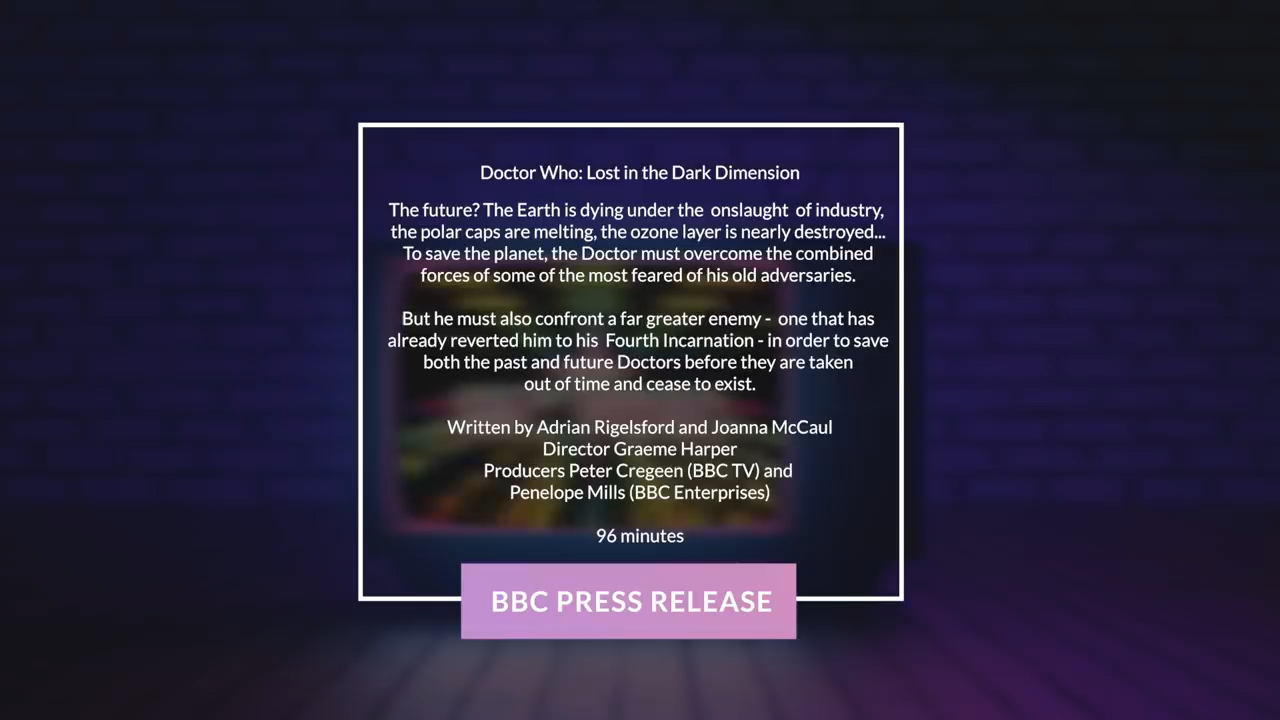 Doctor Who: Lost in the Dark Dimension
The future? The Earth is dying under the onslaught of industry,
the polar caps are melting, the ozone layer is nearly destroyed...
To save the planet, the Doctor must overcome the combined
forces of some of the most feared of his old adversaries.
But he must also confront a far greater enemy - one that has
already reverted him to his Fourth Incarnation - in order to save
both the past and future Doctors before they are taken
out of time and cease to exist.
Written by Adrian Rigelsford and Joanna McCaul
Director Graeme Harper
Producers Peter Cregeen (BBC TV) and
Penelope Mills (BBC Enterprises)
96 minutes
BBC PRESS RELEASE